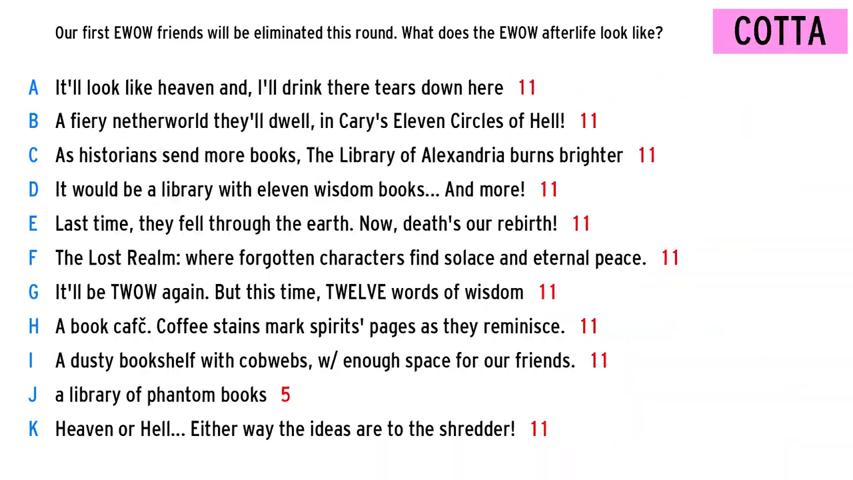 Our first EWOW friends will be eliminated this round. What does the EWOW afterlife look like?
COTTA
A It'll look like heaven and, I'll drink there tears down here 11
B A fiery netherworld they'll dwell, in Cary's Eleven Circles of Hell! 11
C As historians send more books, The Library of Alexandria burns brighter 11
D It would be a library with eleven wisdom books... And more! 11
E Last time, they fell through the earth. Now, death's our rebirth! 11
F The Lost Realm: where forgotten characters find solace and eternal peace. 11
G It'll be TWOW again. But this time, TWELVE words of wisdom 11
H A book cafč. Coffee stains mark spirits' pages as they reminisce. 11
I A dusty bookshelf with cobwebs, w/ enough space for our friends. 11
J a library of phantom books 5
K Heaven or Hell... Either way the ideas are to the shredder! 11